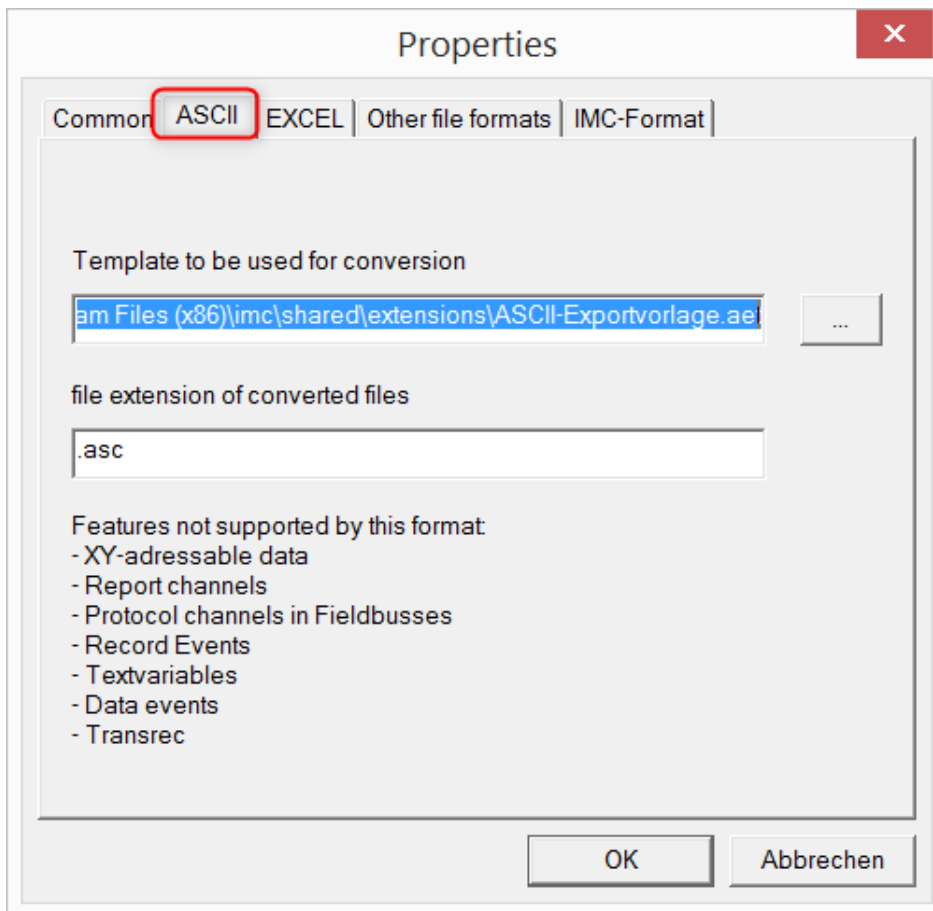 Properties
Common ASCII EXCEL Other file formats IMC-Format
Template to be used for conversion
am Files (x86)\imc\shared\extensions\ASCII-Exportvorlage.aet
...
file extension of converted files
.asc
Features not supported by this format:
- XY-adressable data
- Report channels
- Protocol channels in Fieldbusses
- Record Events
- Textvariables
- Data events
- Transrec
OK Abbrechen